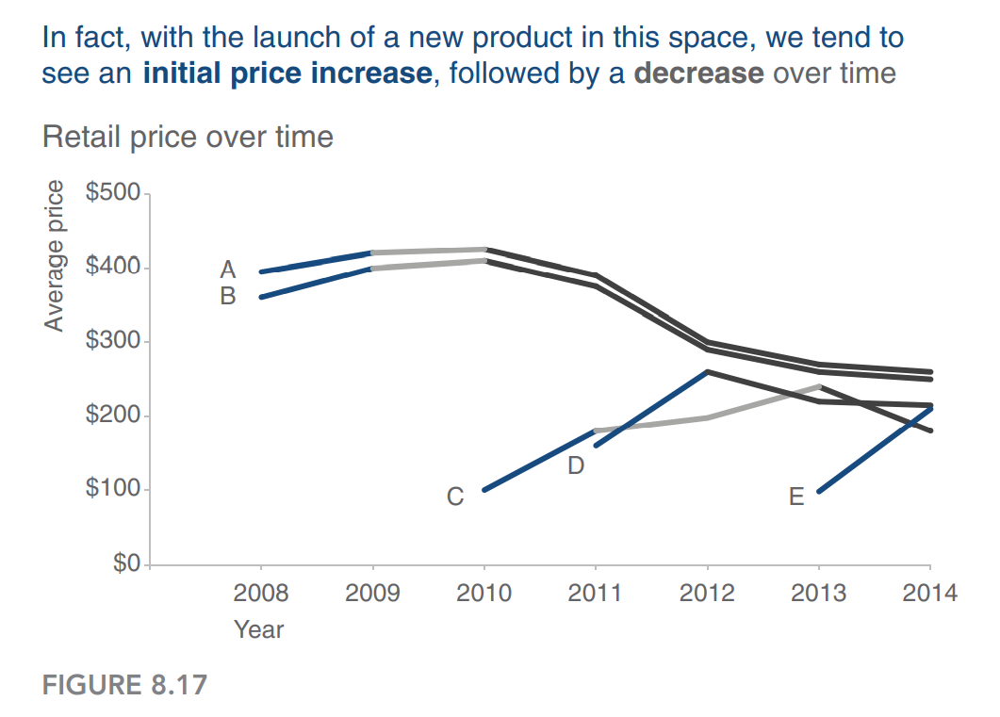 In fact, with the launch of a new product in this space, we tend to
see an initial price increase, followed by a decrease over time
Retail price over time
Average price
$500
$400
$300
$200
$100
$0
A
B
C
D
E
2008 2009 2010 2011 2012 2013 2014
Year
FIGURE 8.17